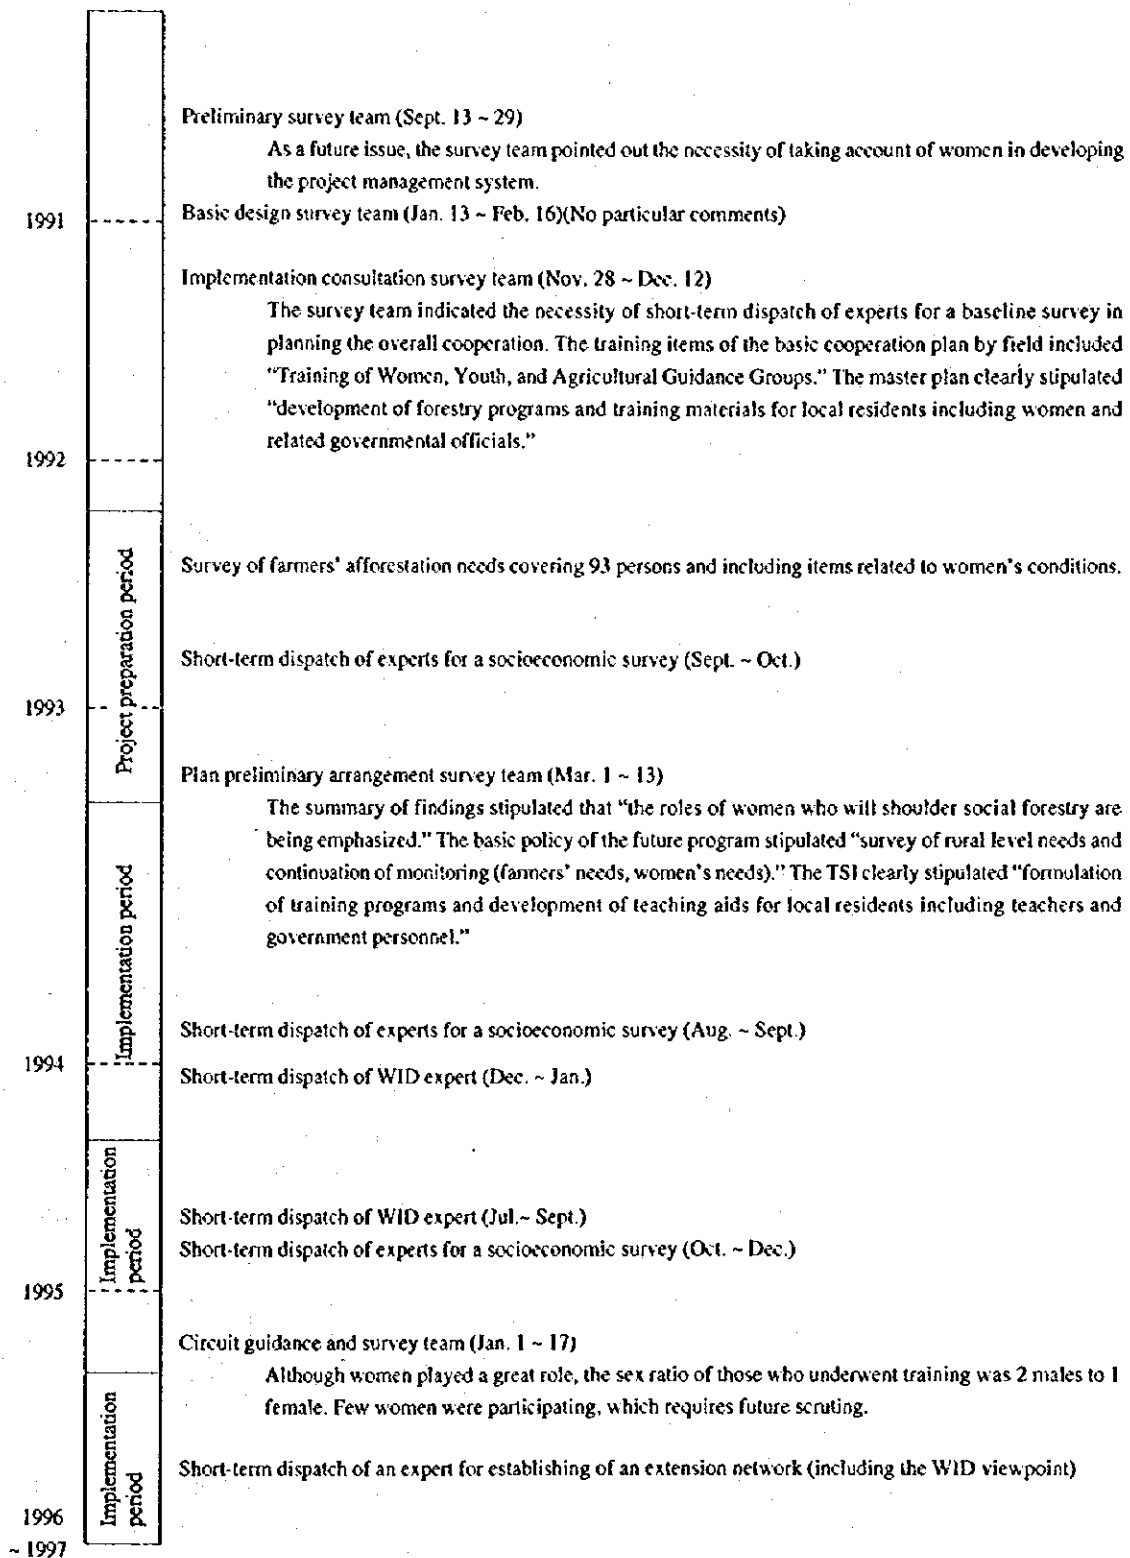 Preliminary survey team (Sept. 13 ~ 29)
As a future issue, the survey team pointed out the necessity of taking account of women in developing
the project management system.
1991
Basic design survey team (Jan. 13 ~ Feb. 16)(No particular comments)
Implementation consultation survey team (Nov. 28 ~ Dec. 12)
The survey team indicated the necessity of short-term dispatch of experts for a baseline survey in
planning the overall cooperation. The training items of the basic cooperation plan by field included
"Training of Women, Youth, and Agricultural Guidance Groups." The master plan clearly stipulated
"development of forestry programs and training materials for local residents including women and
related governmental officials."
1992
Project preparation period
Survey of farmers' afforestation needs covering 93 persons and including items related to women's conditions.
Short-term dispatch of experts for a socioeconomic survey (Sept. ~ Oct.)
1993
Plan preliminary arrangement survey team (Mar. 1 ~ 13)
The summary of findings stipulated that "the roles of women who will shoulder social forestry are
being emphasized." The basic policy of the future program stipulated "survey of rural level needs and
continuation of monitoring (farmers' needs, women's needs)." The TSI clearly stipulated "formulation
of training programs and development of teaching aids for local residents including teachers and
government personnel."
Implementation period
Short-term dispatch of experts for a socioeconomic survey (Aug. ~ Sept.)
1994
Short-term dispatch of WID expert (Dec. ~ Jan.)
Implementation
period
Short-term dispatch of WID expert (Jul.~ Sept.)
Short-term dispatch of experts for a socioeconomic survey (Oct. ~ Dec.)
1995
Circuit guidance and survey team (Jan. 1 ~ 17)
Although women played a great role, the sex ratio of those who underwent training was 2 males to 1
female. Few women were participating, which requires future scruting.
Implementation
period
Short-term dispatch of an expert for establishing of an extension network (including the WID viewpoint)
1996
~ 1997